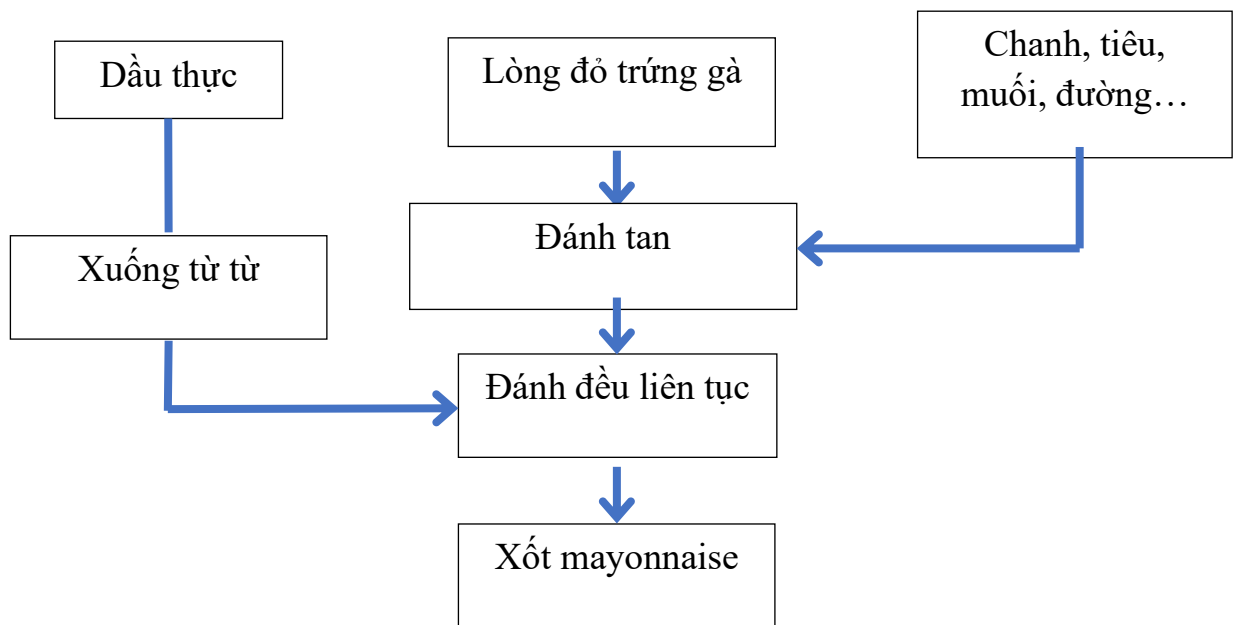 Dầu thực
Lòng đỏ trứng gà
Chanh, tiêu,
muối, đường…
Đánh tan
Xuống từ từ
Đánh đều liên tục
Xốt mayonnaise